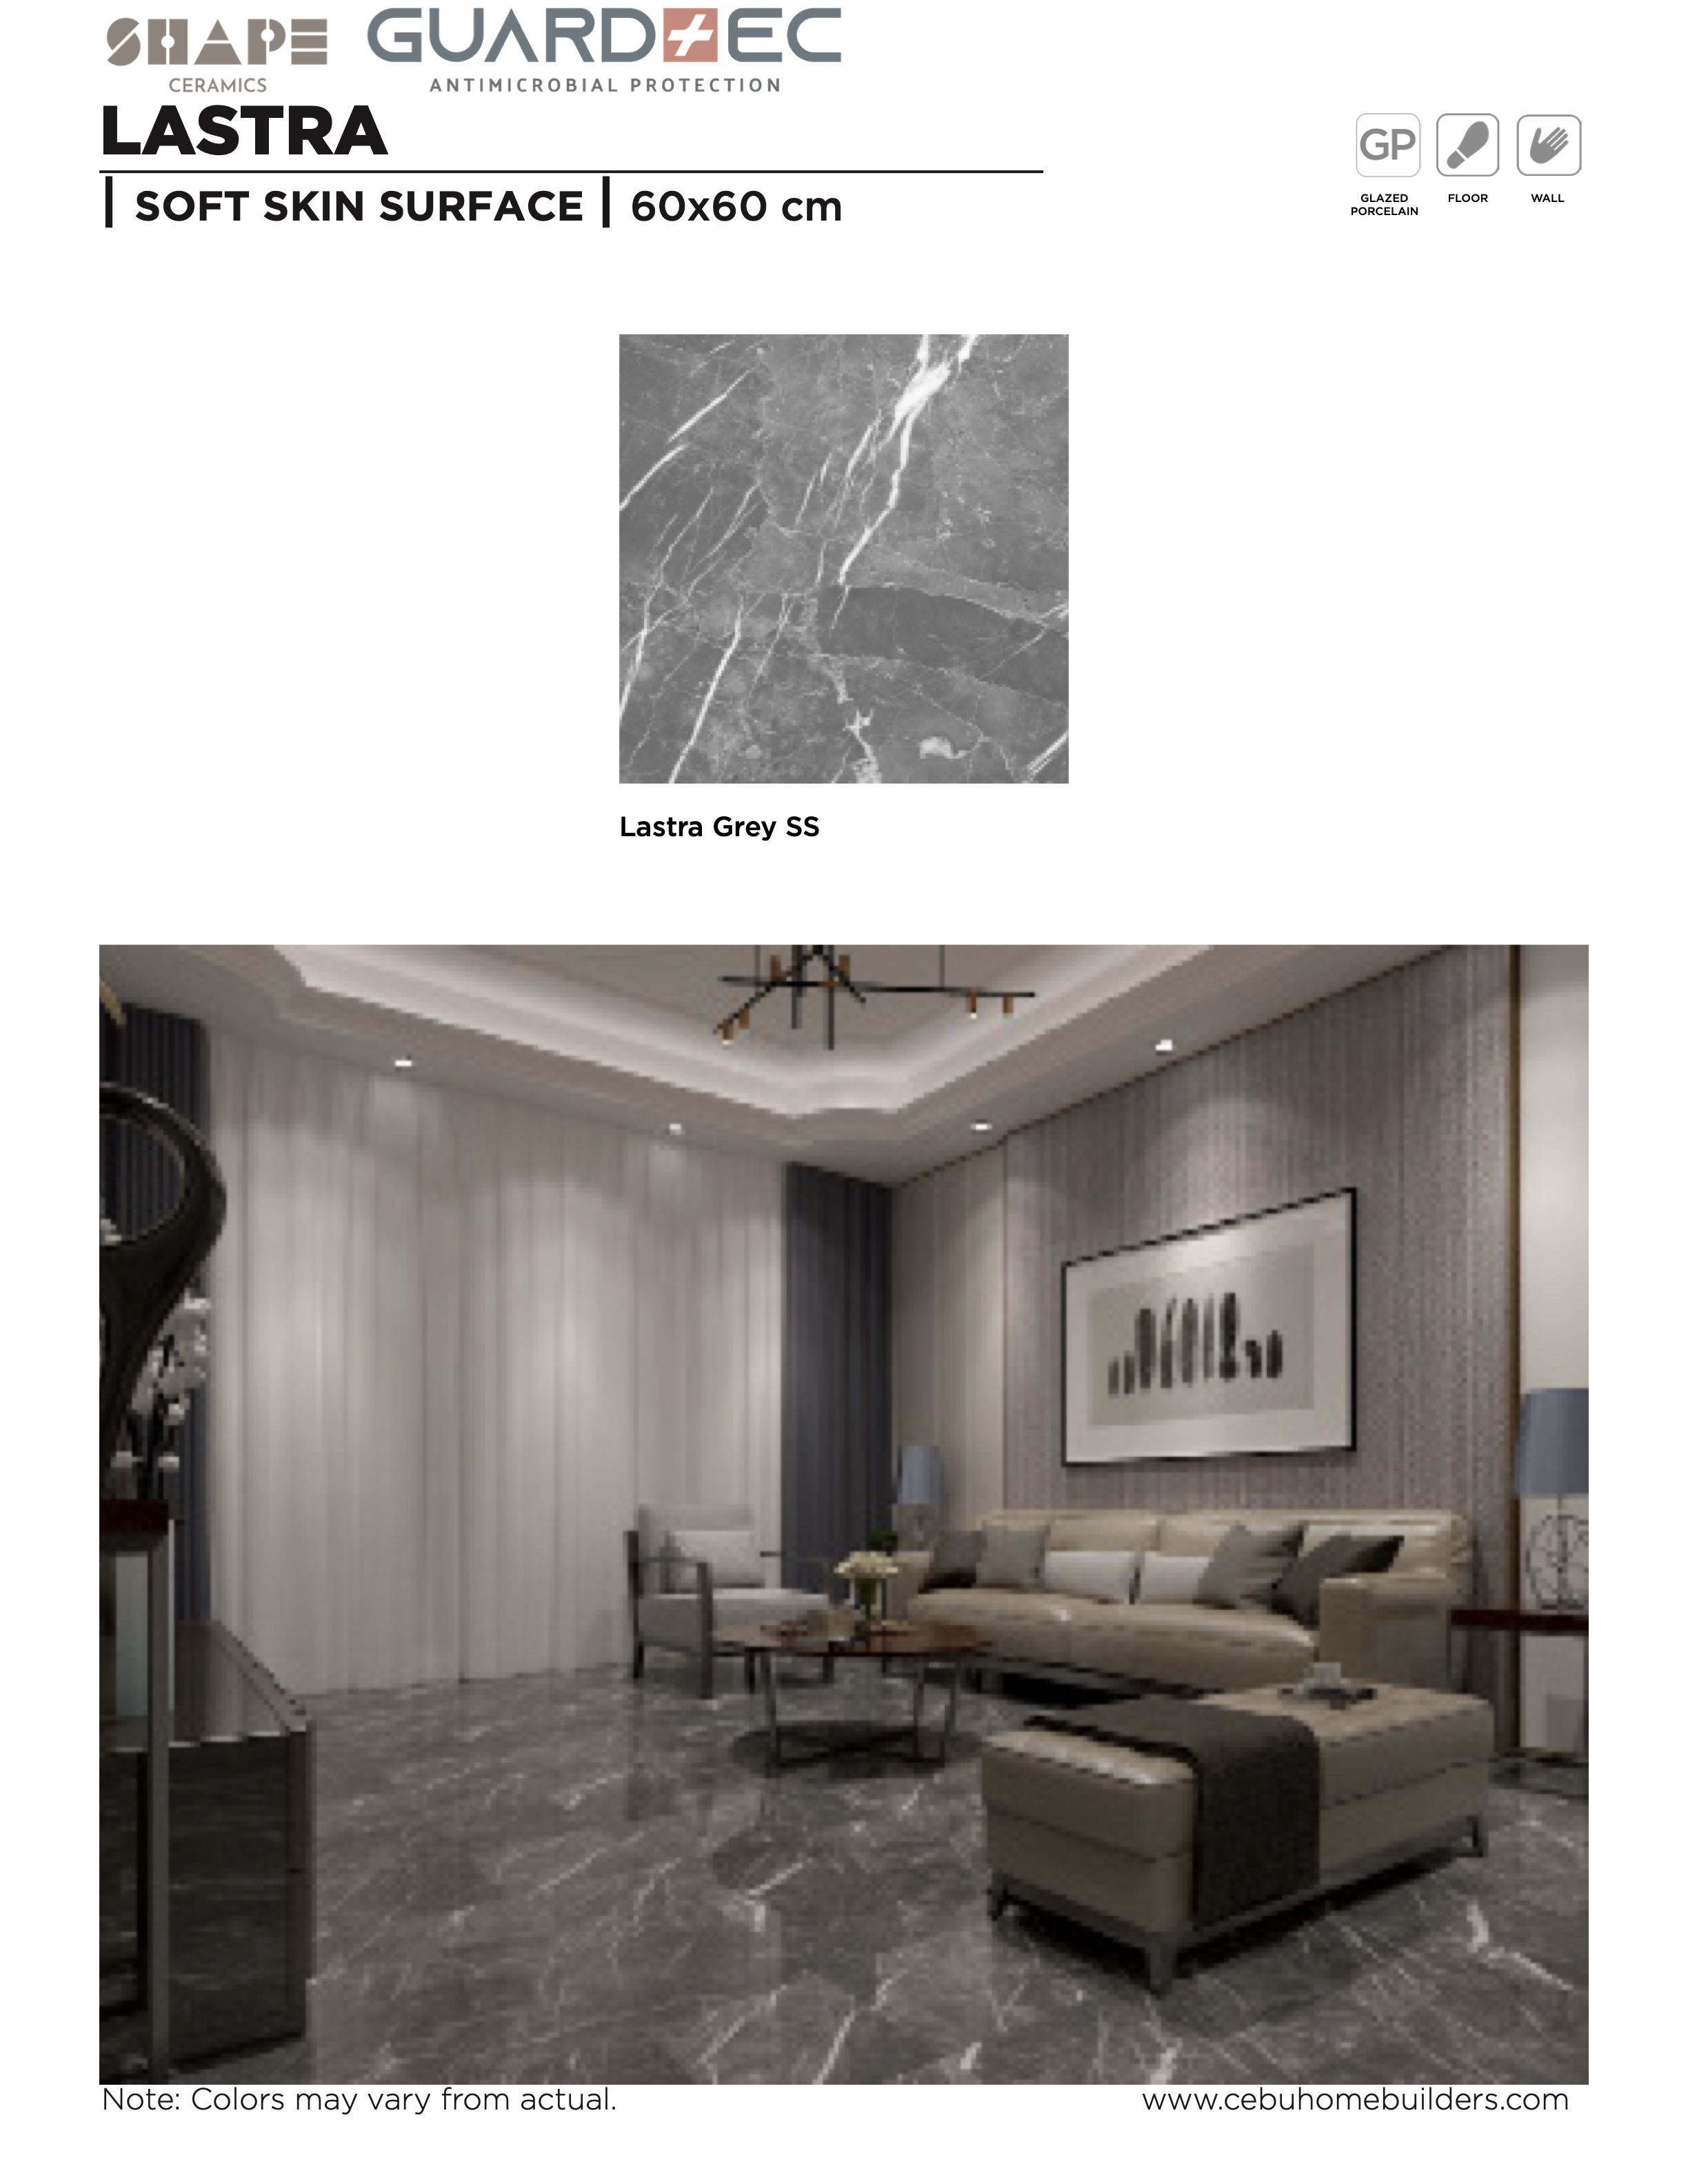 SHAPE
CERAMICS
GUARDTEC
ANTIMICROBIAL PROTECTION
LASTRA
SOFT SKIN SURFACE | 60x60 cm
GP
GLAZED
PORCELAIN
FLOOR
WALL
Lastra Grey SS
Note: Colors may vary from actual.
www.cebuhomebuilders.com